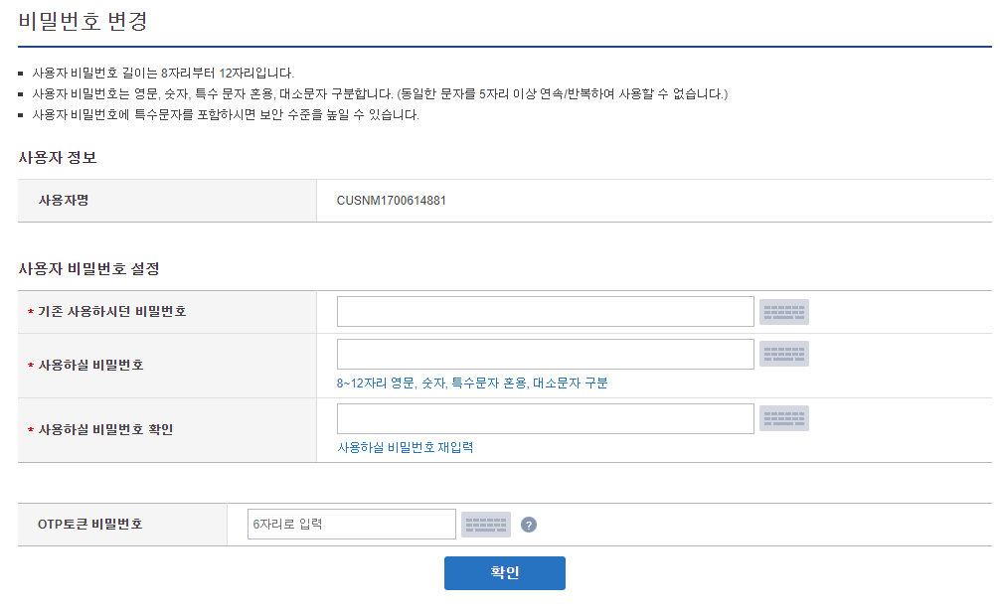 비밀번호 변경
사용자 비밀번호 길이는 8자리부터 12자리입니다.
사용자 비밀번호는 영문, 숫자, 특수 문자 혼용, 대소문자 구분합니다. (동일한 문자를 5자리 이상 연속/반복하여 사용할 수 없습니다.)
사용자 비밀번호에 특수문자를 포함하시면 보안 수준을 높일 수 있습니다.
사용자 정보
사용자명 CUSNM1700614881
사용자 비밀번호 설정
* 기존 사용하시던 비밀번호
* 사용하실 비밀번호
8~12자리 영문, 숫자, 특수문자 혼용, 대소문자 구분
* 사용하실 비밀번호 확인
사용하실 비밀번호 재입력
OTP토큰 비밀번호 6자리로 입력 ?
확인